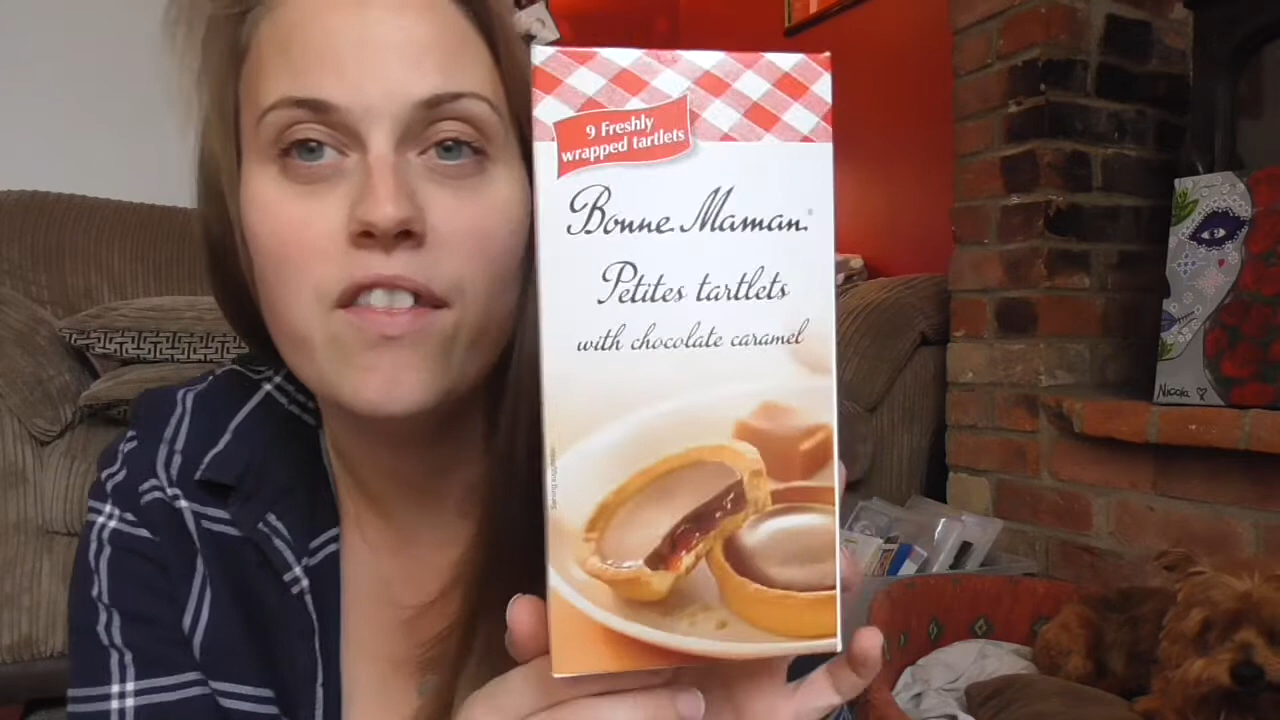 9 Freshly
wrapped tartlets
Bonne Maman®
Petites tartlets
with chocolate caramel
Nicola